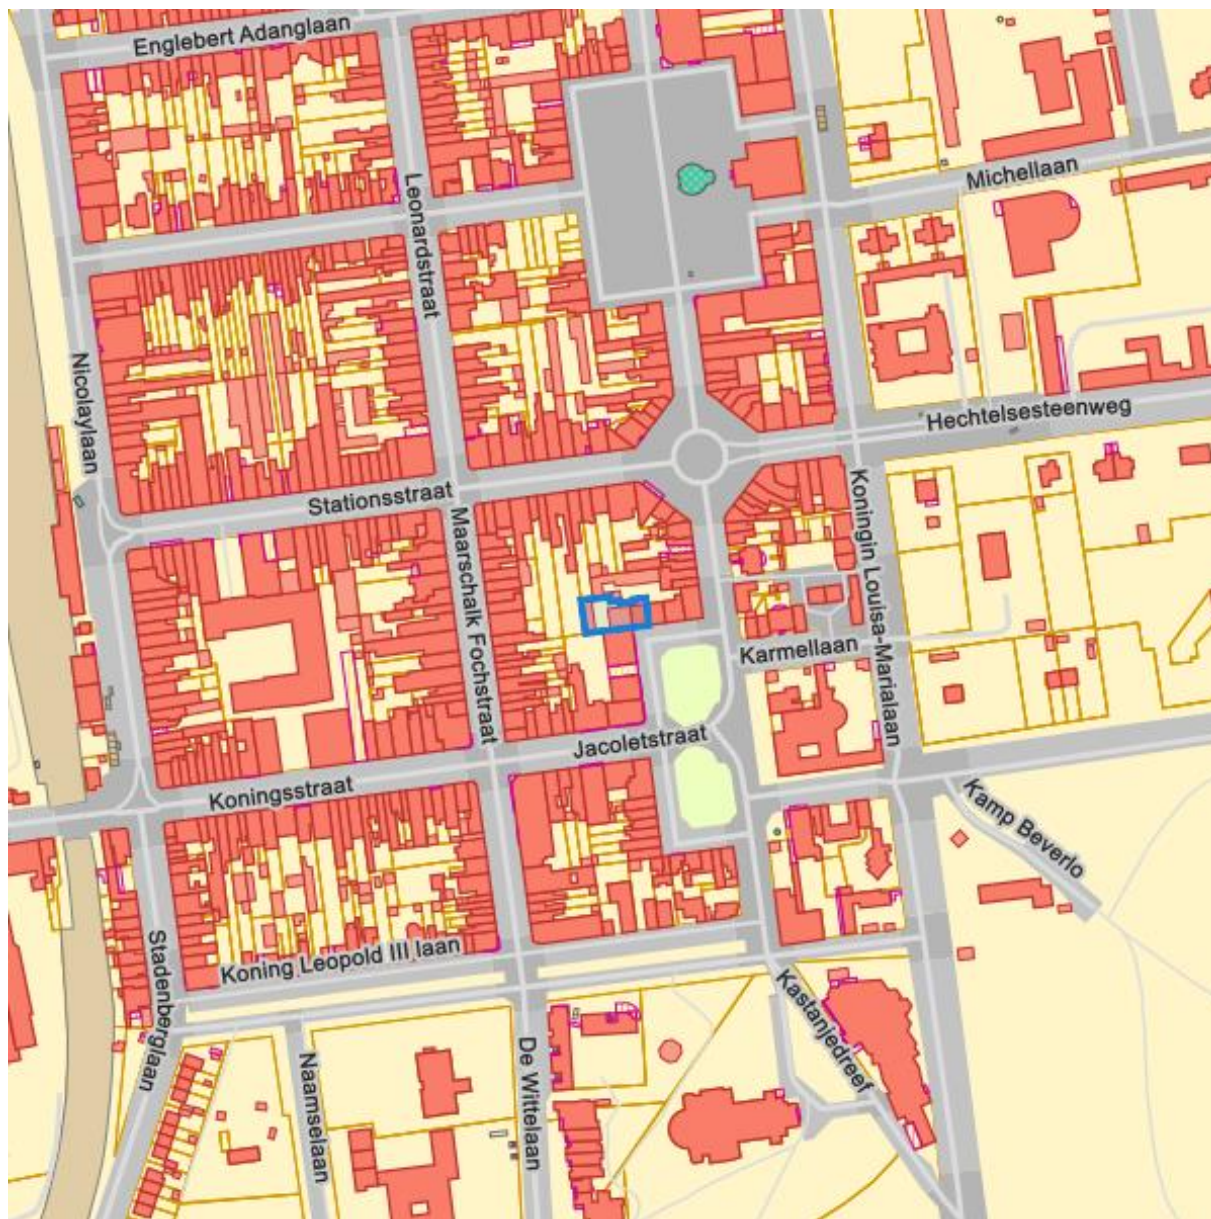 Englebert Adanglaan
Michellaan
Leonardstraat
Nicolaylaan
Hechtelsesteenweg
Stationsstraat
Maarschalk Fochstraat
Koningin Louisa-Marialaan
Karmellaan
Jacoletstraat
Koningsstraat
Kamp Beverlo
Stadenberglaan
Koning Leopold III laan
Kastanjedreef
Naamselaan
De Wittelaan